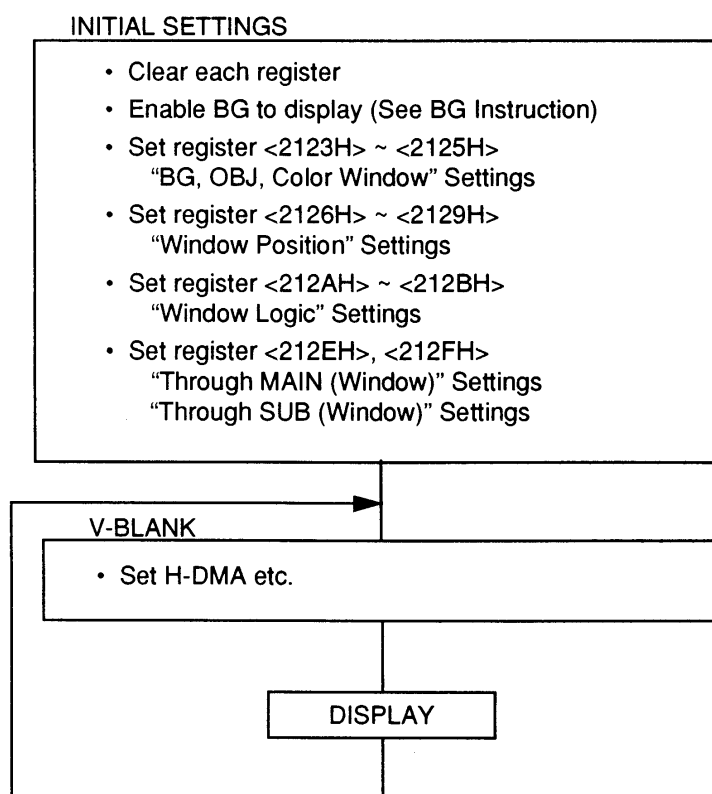 INITIAL SETTINGS
• Clear each register
• Enable BG to display (See BG Instruction)
• Set register <2123H> ~ <2125H>
“BG, OBJ, Color Window” Settings
• Set register <2126H> ~ <2129H>
“Window Position” Settings
• Set register <212AH> ~ <212BH>
“Window Logic” Settings
• Set register <212EH>, <212FH>
“Through MAIN (Window)” Settings
“Through SUB (Window)” Settings
V-BLANK
• Set H-DMA etc.
DISPLAY